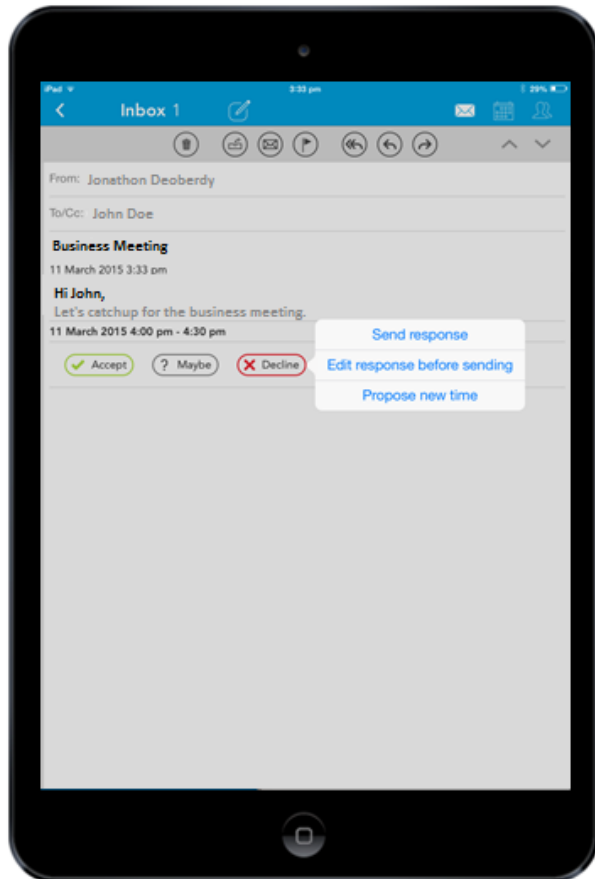 iPad 3:33 pm 29%
Inbox 1
From: Jonathon Deoberdy
To/Cc: John Doe
Business Meeting
11 March 2015 3:33 pm
Hi John,
Let's catchup for the business meeting.
11 March 2015 4:00 pm - 4:30 pm
Accept ? Maybe Decline
Send response
Edit response before sending
Propose new time